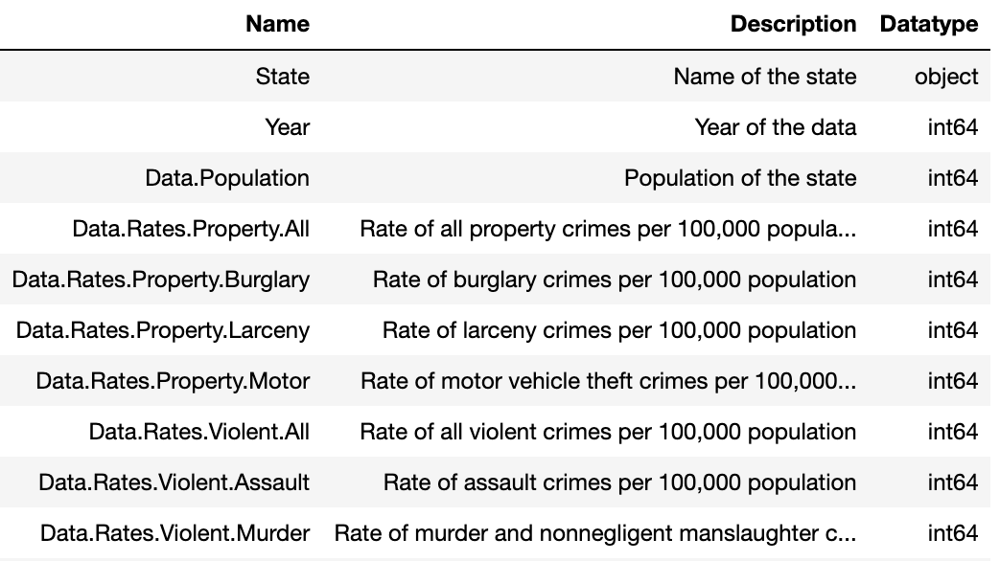 Name Description Datatype
State Name of the state object
Year Year of the data int64
Data.Population Population of the state int64
Data.Rates.Property.All Rate of all property crimes per 100,000 popula... int64
Data.Rates.Property.Burglary Rate of burglary crimes per 100,000 population int64
Data.Rates.Property.Larceny Rate of larceny crimes per 100,000 population int64
Data.Rates.Property.Motor Rate of motor vehicle theft crimes per 100,000... int64
Data.Rates.Violent.All Rate of all violent crimes per 100,000 population int64
Data.Rates.Violent.Assault Rate of assault crimes per 100,000 population int64
Data.Rates.Violent.Murder Rate of murder and nonnegligent manslaughter c... int64